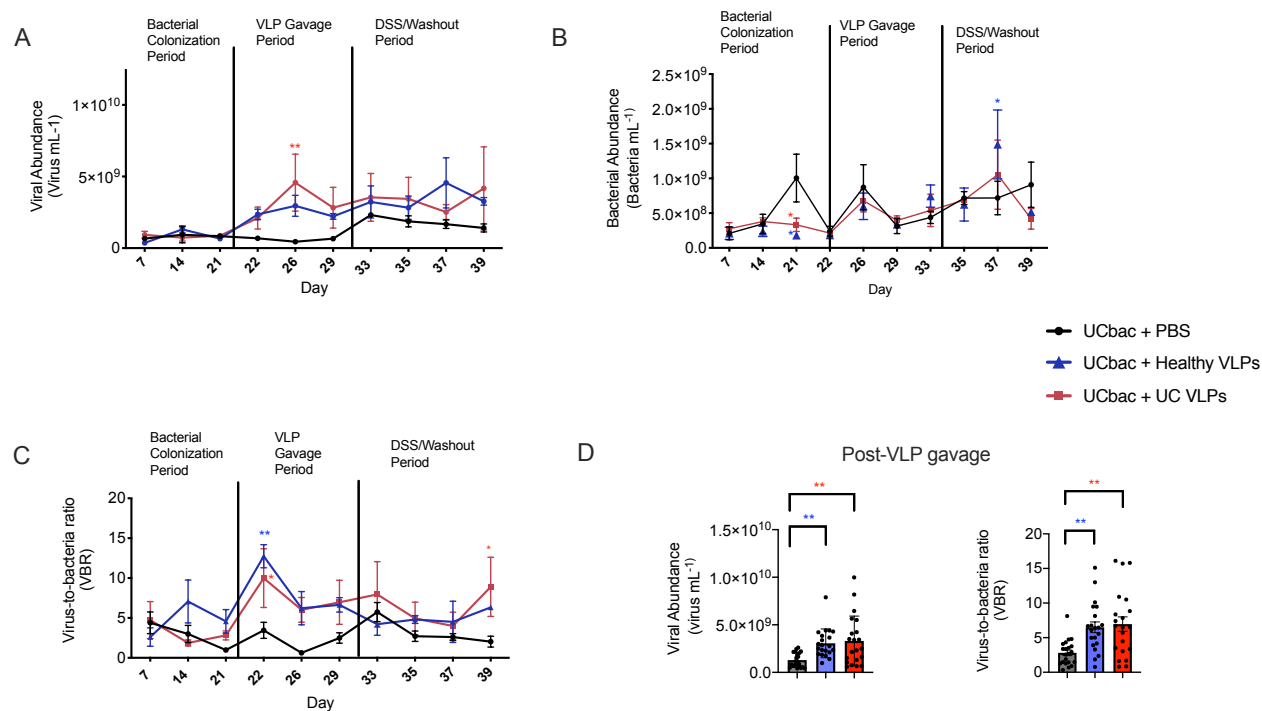 A
Bacterial
Colonization
Period
VLP Gavage
Period
DSS/Washout
Period
Viral Abundance
(Virus mL-1)
1×10¹⁰
5×10⁹
0
**
7
14
21
22
26
29
33
35
37
39
Day
B
Bacterial
Colonization
Period
VLP Gavage
Period
DSS/Washout
Period
Bacterial Abundance
(Bacteria mL-1)
2.5×10⁹
2.0×10⁹
1.5×10⁹
1.0×10⁹
5.0×10⁸
0.0
*
*
*
7
14
21
22
26
29
33
35
37
39
Day
UCbac + PBS
UCbac + Healthy VLPs
UCbac + UC VLPs
C
Bacterial
Colonization
Period
VLP
Gavage
Period
DSS/Washout
Period
Virus-to-bacteria ratio
(VBR)
20
15
10
5
0
**
*
*
7
14
21
22
26
29
33
35
37
39
Day
D
Post-VLP gavage
Viral Abundance
(virus mL⁻¹)
1.5×10¹⁰
1.0×10¹⁰
5.0×10⁹
0.0
**
**
Virus-to-bacteria ratio
(VBR)
20
15
10
5
0
**
**